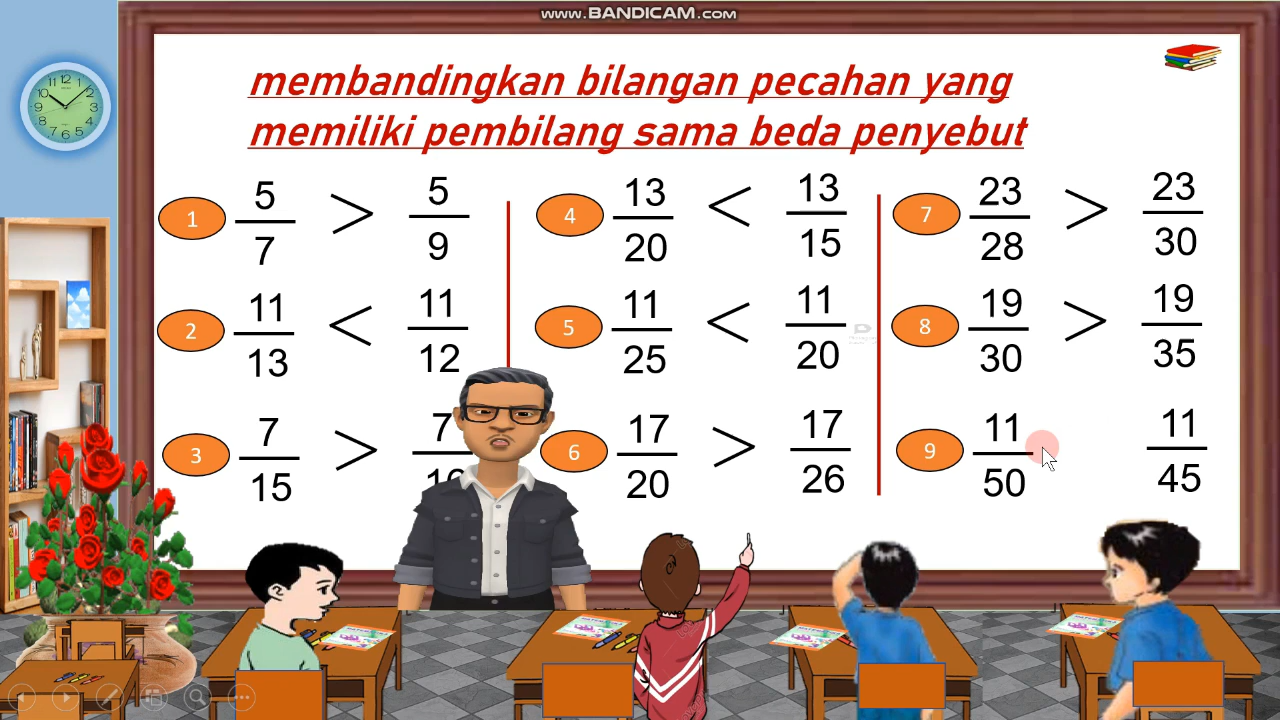 www.BANDICAM.com
membandingkan bilangan pecahan yang
memiliki pembilang sama beda penyebut
1 5/7 > 5/9
2 11/13 < 11/12
3 7/15 > 7
4 13/20 < 13/15
5 11/25 < 11/20
6 17/20 > 17/26
7 23/28 > 23/30
8 19/30 > 19/35
9 11/50 11/45